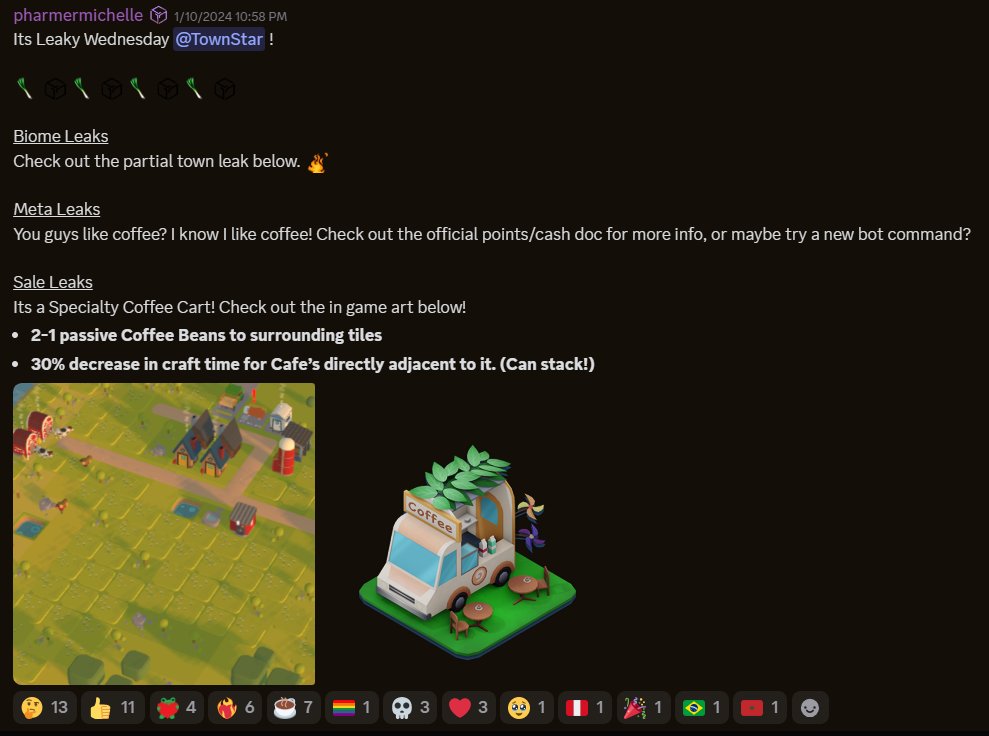 pharmermichelle 1/10/2024 10:58 PM
Its Leaky Wednesday @TownStar !
Biome Leaks
Check out the partial town leak below.
Meta Leaks
You guys like coffee? I know I like coffee! Check out the official points/cash doc for more info, or maybe try a new bot command?
Sale Leaks
Its a Specialty Coffee Cart! Check out the in game art below!
• 2-1 passive Coffee Beans to surrounding tiles
• 30% decrease in craft time for Cafe’s directly adjacent to it. (Can stack!)
Coffee
13 11 4 6 7 1 3 3 1 1 1 1 1